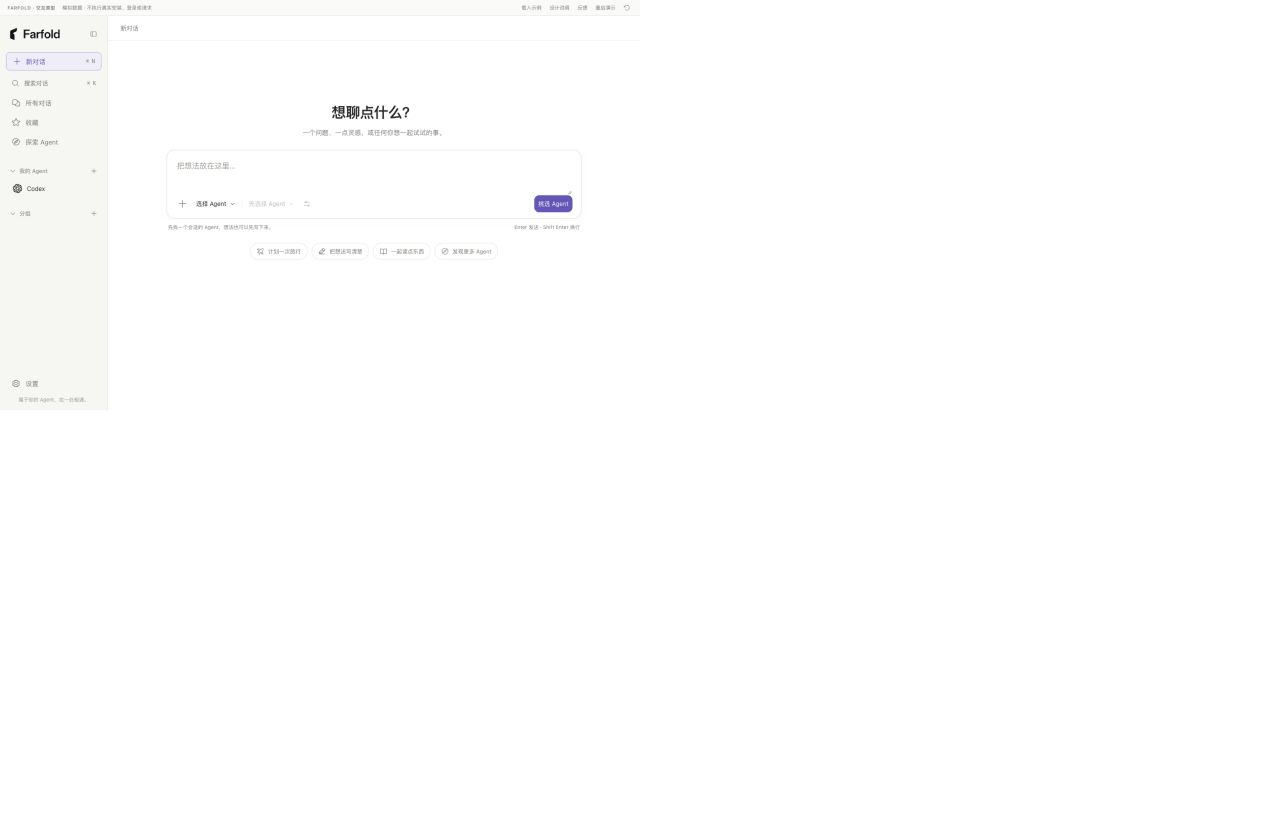 FARFOLD · 交互原型 模拟数据 · 不执行真实安装、登录或请求
载入示例 设计说明 反馈 重启演示
Farfold
新对话
新对话 ⌘ N
搜索对话 ⌘ K
所有对话
收藏
探索 Agent
我的 Agent
Codex
分组
设置
属于你的 Agent,在一处相遇。
想聊点什么?
一个问题、一点灵感,或任何你想一起试试的事。
把想法放在这里…
选择 Agent 先选择 Agent 挑选 Agent
先挑一个合适的 Agent,想法也可以先写下来。 Enter 发送 · Shift Enter 换行
计划一次旅行 把想法写清楚 一起读点东西 发现更多 Agent